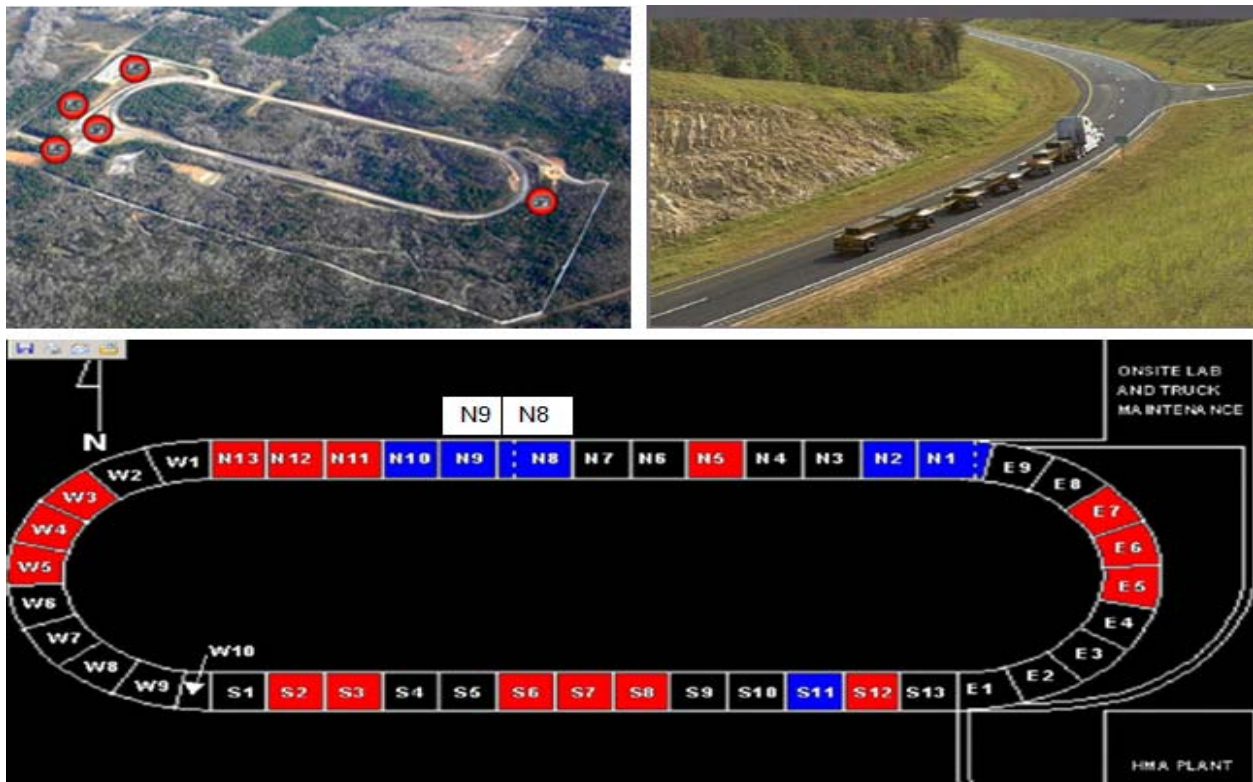 ONSITE LAB
AND TRUCK
MAINTENANCE
N9 N8
N
W2 W1 N13 N12 N11 N10 N9 N8 N7 N6 N5 N4 N3 N2 N1 E9 E8
W3 E7
W4 E6
W5 E5
W6 E4
W7 E3
W8 W9 W10 S1 S2 S3 S4 S5 S6 S7 S8 S9 S10 S11 S12 S13 E1 E2
HMA PLANT